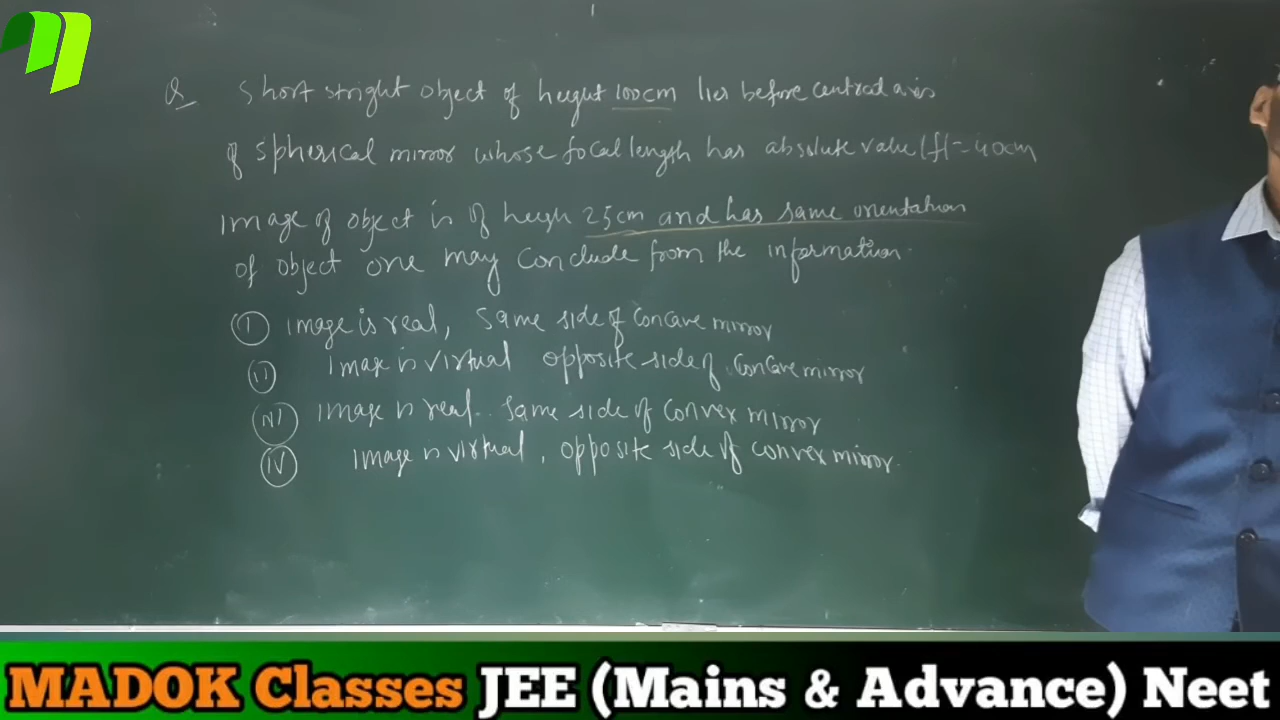 Q Short stright object of height 100cm lies before central axis
of spherical mirror whose focal length has absolute value |f|=40cm
Image of object is of heigh 25cm and has same orientation
of object one may conclude from the information.
(I) image is real, same side of concave mirror
(II) Image is virtual opposite side of concave mirror
(III) image is real. same side of convex mirror
(IV) image is virtual, opposite side of convex mirror.
MADOK Classes JEE (Mains & Advance) Neet